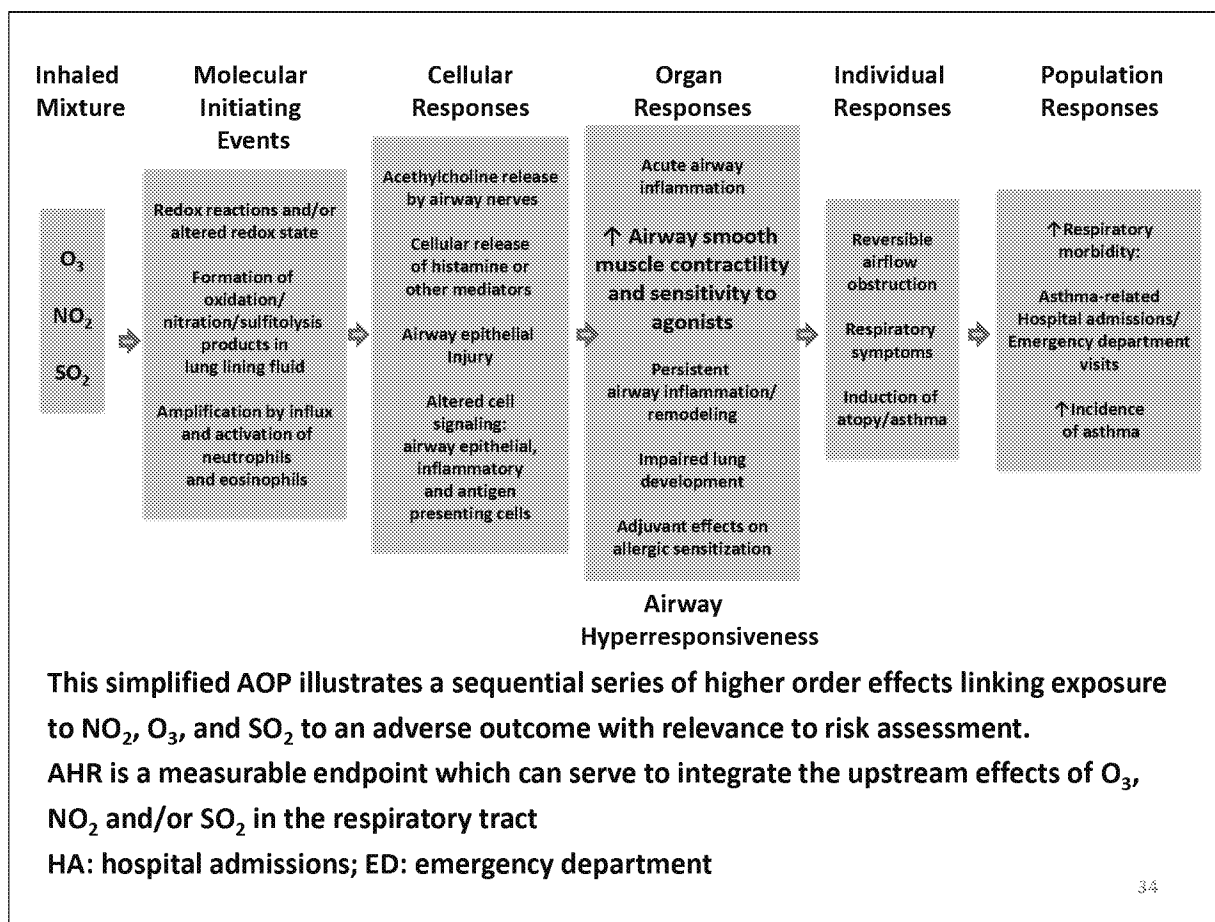 Inhaled
Mixture
Molecular
Initiating
Events
Cellular
Responses
Organ
Responses
Individual
Responses
Population
Responses
O₃
NO₂
SO₂
Redox reactions and/or
altered redox state
Formation of
oxidation/
nitration/sulfitolysis
products in
lung lining fluid
Amplification by influx
and activation of
neutrophils
and eosinophils
Acethylcholine release
by airway nerves
Cellular release
of histamine or
other mediators
Airway epithelial
Injury
Altered cell
signaling:
airway epithelial,
inflammatory
and antigen
presenting cells
Acute airway
inflammation
↑ Airway smooth
muscle contractility
and sensitivity to
agonists
Persistent
airway inflammation/
remodeling
Impaired lung
development
Adjuvant effects on
allergic sensitization
Reversible
airflow
obstruction
Respiratory
symptoms
Induction of
atopy/asthma
↑Respiratory
morbidity:
Asthma-related
Hospital admissions/
Emergency department
visits
↑Incidence
of asthma
Airway
Hyperresponsiveness
This simplified AOP illustrates a sequential series of higher order effects linking exposure
to NO₂, O₃, and SO₂ to an adverse outcome with relevance to risk assessment.
AHR is a measurable endpoint which can serve to integrate the upstream effects of O₃,
NO₂ and/or SO₂ in the respiratory tract
HA: hospital admissions; ED: emergency department
34